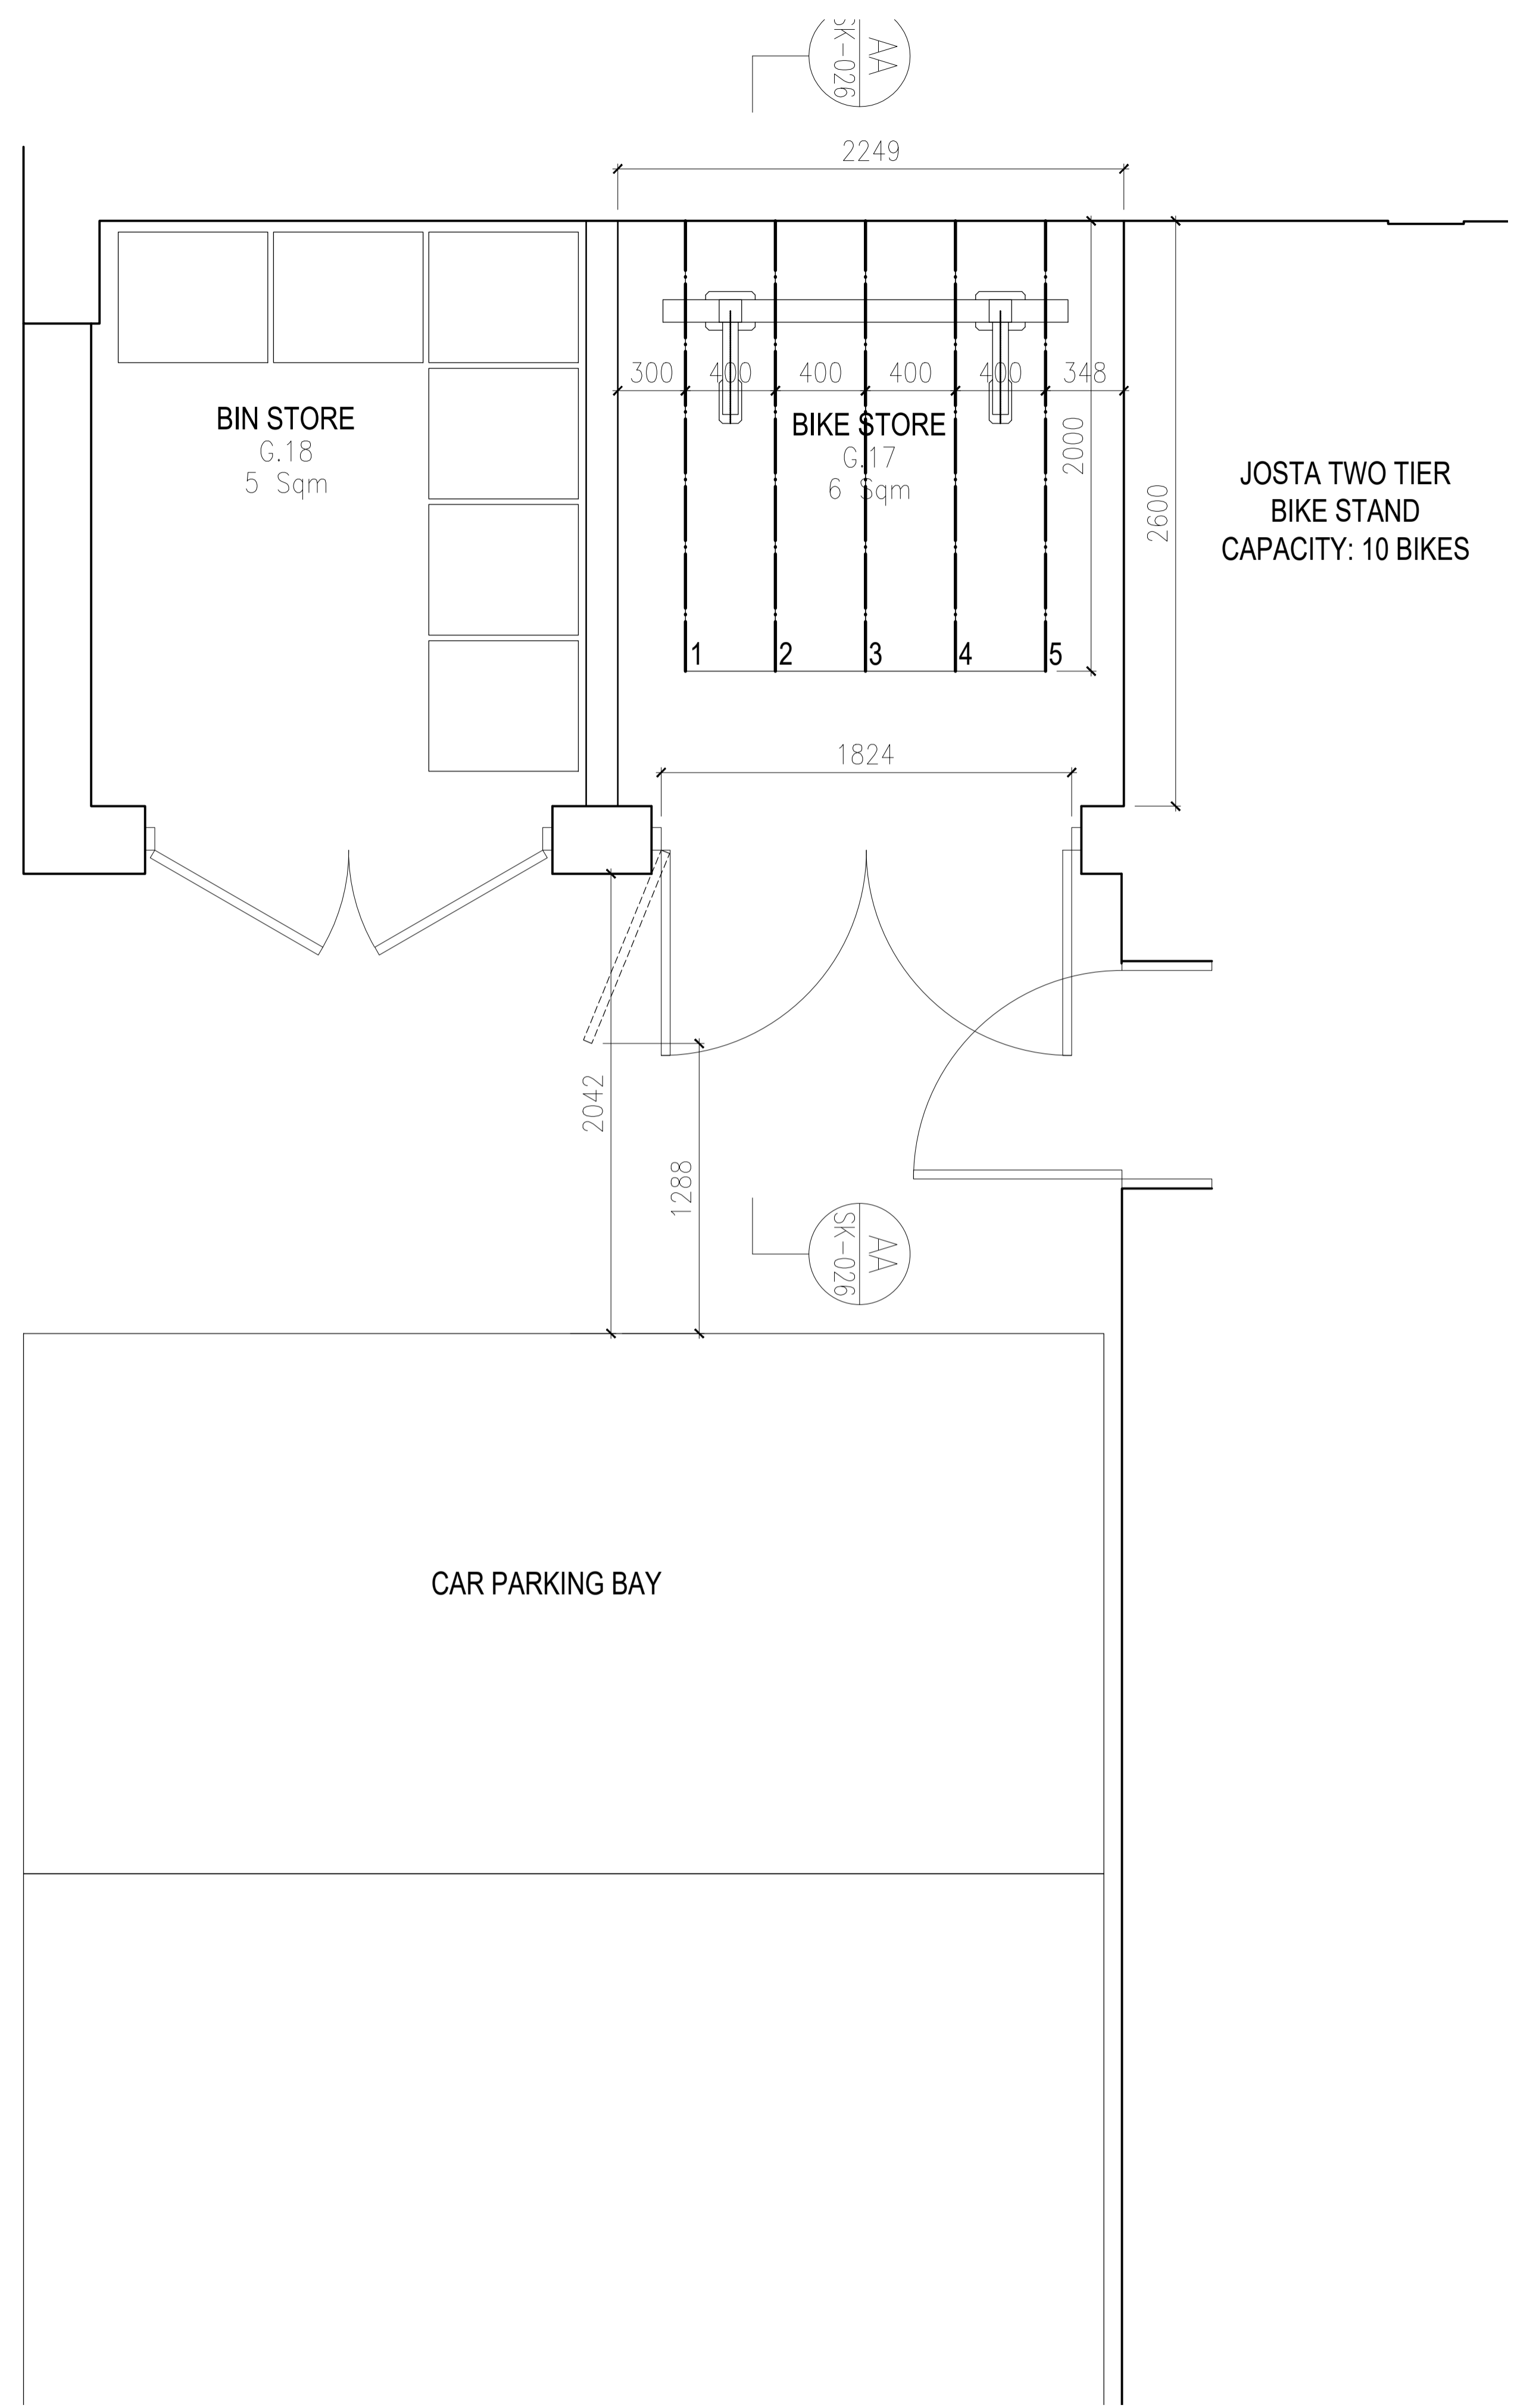 AA
SK-026
2249
300
400
400
400
400
348
BIN STORE
G.18
5 Sqm
BIKE STORE
G.17
6 Sqm
2000
2600
JOSTA TWO TIER
BIKE STAND
CAPACITY: 10 BIKES
1
2
3
4
5
1824
2042
1288
AA
SK-026
CAR PARKING BAY